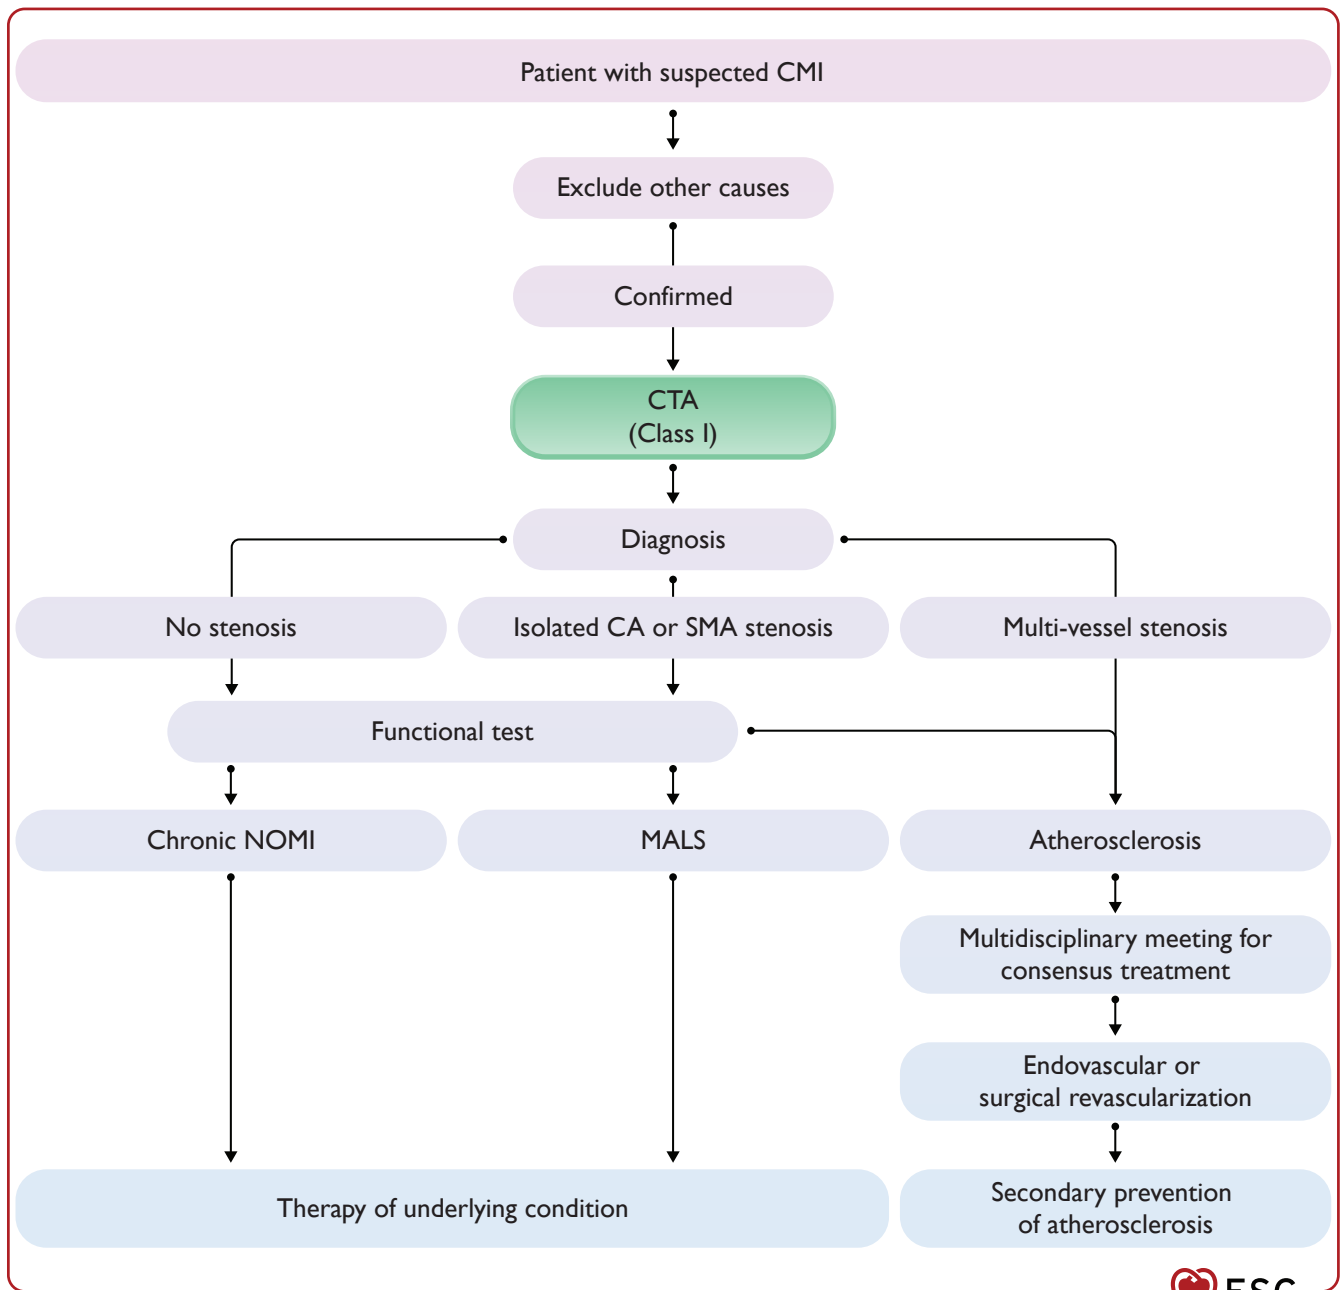 Patient with suspected CMI
Exclude other causes
Confirmed
CTA
(Class I)
Diagnosis
No stenosis
Isolated CA or SMA stenosis
Multi-vessel stenosis
Functional test
Chronic NOMI
MALS
Atherosclerosis
Multidisciplinary meeting for
consensus treatment
Endovascular or
surgical revascularization
Therapy of underlying condition
Secondary prevention
of atherosclerosis
ESC